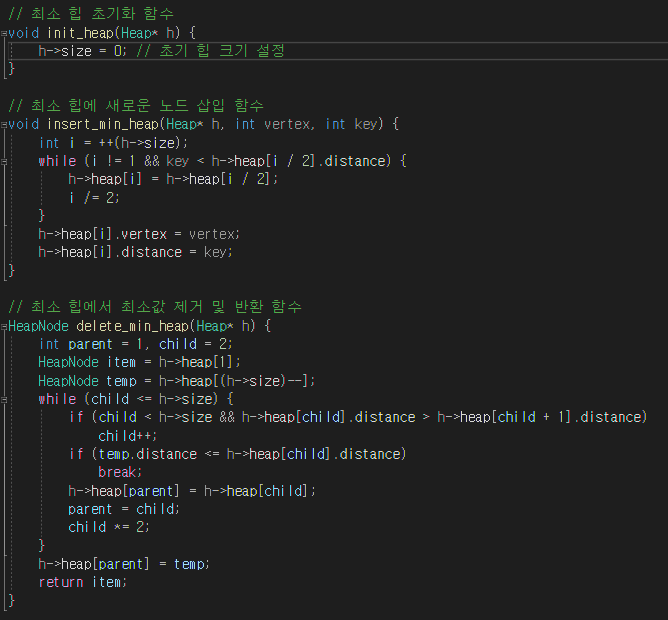 // 최소 힙 초기화 함수
void init_heap(Heap* h) {
    h->size = 0; // 초기 힙 크기 설정
}

// 최소 힙에 새로운 노드 삽입 함수
void insert_min_heap(Heap* h, int vertex, int key) {
    int i = ++(h->size);
    while (i != 1 && key < h->heap[i / 2].distance) {
        h->heap[i] = h->heap[i / 2];
        i /= 2;
    }
    h->heap[i].vertex = vertex;
    h->heap[i].distance = key;
}

// 최소 힙에서 최소값 제거 및 반환 함수
HeapNode delete_min_heap(Heap* h) {
    int parent = 1, child = 2;
    HeapNode item = h->heap[1];
    HeapNode temp = h->heap[(h->size)--];
    while (child <= h->size) {
        if (child < h->size && h->heap[child].distance > h->heap[child + 1].distance)
            child++;
        if (temp.distance <= h->heap[child].distance)
            break;
        h->heap[parent] = h->heap[child];
        parent = child;
        child *= 2;
    }
    h->heap[parent] = temp;
    return item;
}